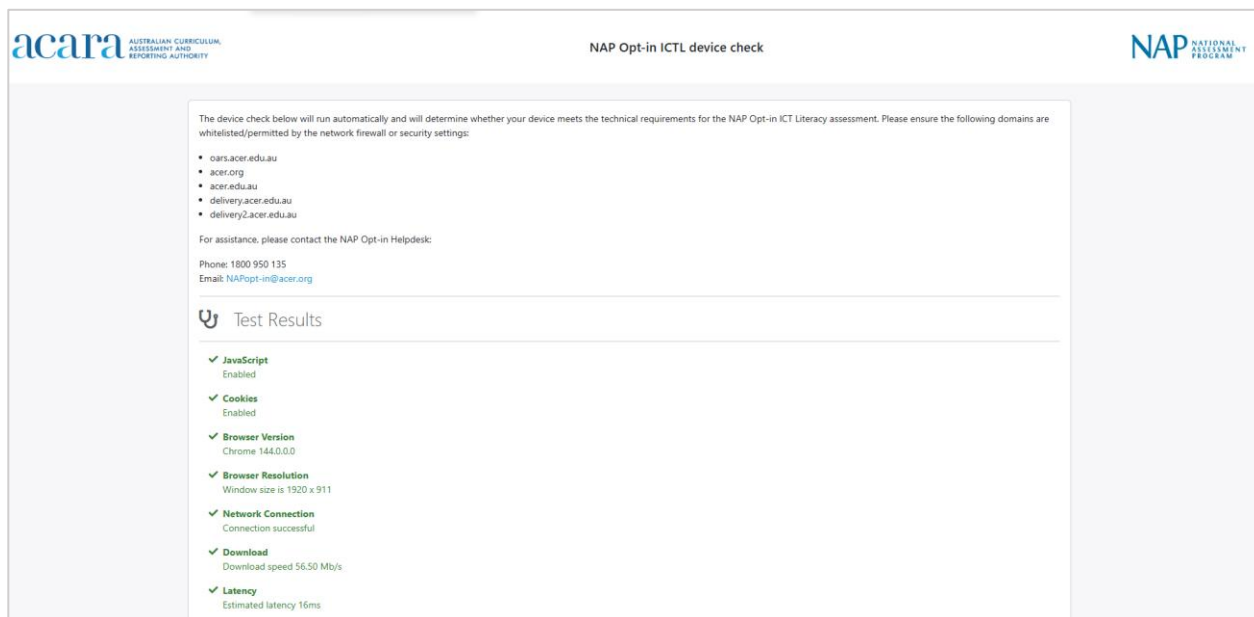 acara AUSTRALIAN CURRICULUM,
ASSESSMENT AND
REPORTING AUTHORITY
NAP Opt-in ICTL device check
NAP NATIONAL
ASSESSMENT
PROGRAM
The device check below will run automatically and will determine whether your device meets the technical requirements for the NAP Opt-in ICT Literacy assessment. Please ensure the following domains are
whitelisted/permitted by the network firewall or security settings:
• oars.acer.edu.au
• acer.org
• acer.edu.au
• delivery.acer.edu.au
• delivery2.acer.edu.au
For assistance, please contact the NAP Opt-in Helpdesk:
Phone: 1800 950 135
Email: NAPopt-in@acer.org
Test Results
JavaScript
Enabled
Cookies
Enabled
Browser Version
Chrome 144.0.0.0
Browser Resolution
Window size is 1920 x 911
Network Connection
Connection successful
Download
Download speed 56.50 Mb/s
Latency
Estimated latency 16ms